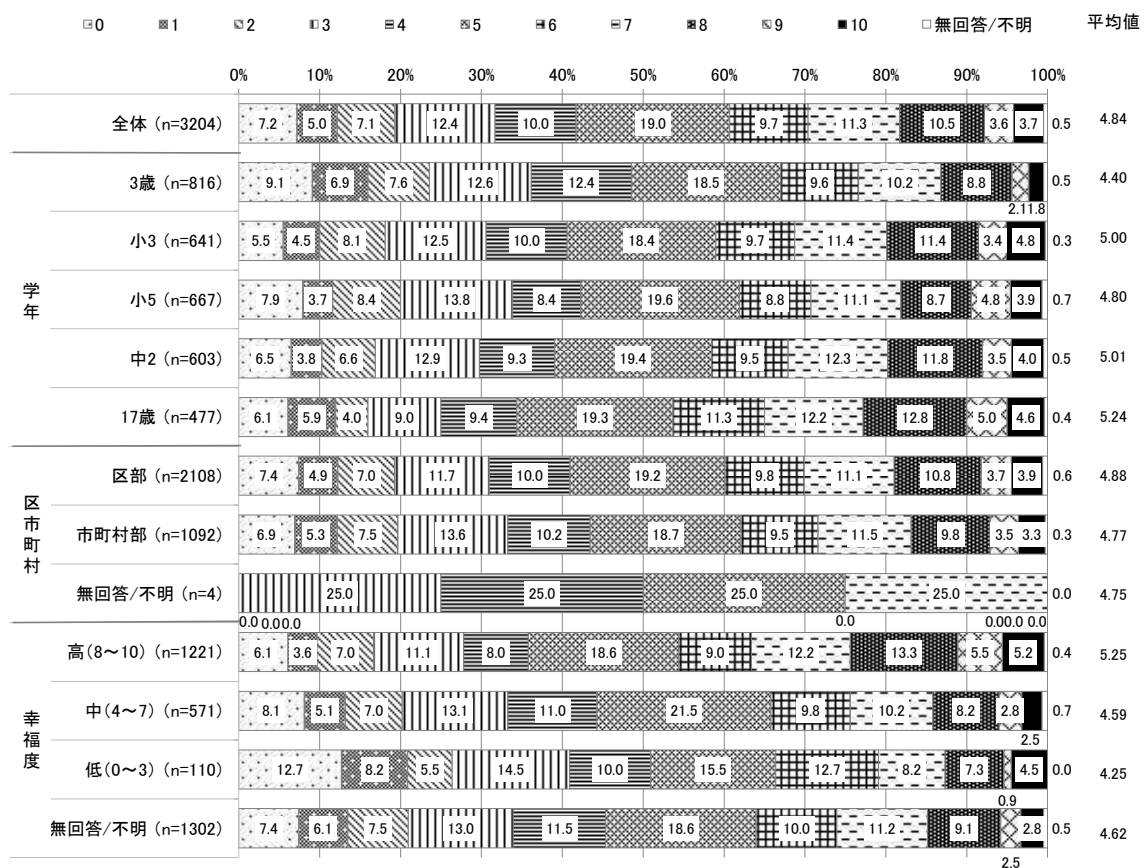 0 1 2 3 4 5 6 7 8 9 10 無回答/不明 平均値
0% 10% 20% 30% 40% 50% 60% 70% 80% 90% 100%
全体 (n=3204) 7.2 5.0 7.1 12.4 10.0 19.0 9.7 11.3 10.5 3.6 3.7 0.5 4.84
学年
3歳 (n=816) 9.1 6.9 7.6 12.6 12.4 18.5 9.6 10.2 8.8 0.5 4.40
2.1 1.8
小3 (n=641) 5.5 4.5 8.1 12.5 10.0 18.4 9.7 11.4 11.4 3.4 4.8 0.3 5.00
小5 (n=667) 7.9 3.7 8.4 13.8 8.4 19.6 8.8 11.1 8.7 4.8 3.9 0.7 4.80
中2 (n=603) 6.5 3.8 6.6 12.9 9.3 19.4 9.5 12.3 11.8 3.5 4.0 0.5 5.01
17歳 (n=477) 6.1 5.9 4.0 9.0 9.4 19.3 11.3 12.2 12.8 5.0 4.6 0.4 5.24
区市町村
区部 (n=2108) 7.4 4.9 7.0 11.7 10.0 19.2 9.8 11.1 10.8 3.7 3.9 0.6 4.88
市町村部 (n=1092) 6.9 5.3 7.5 13.6 10.2 18.7 9.5 11.5 9.8 3.5 3.3 0.3 4.77
無回答/不明 (n=4) 25.0 25.0 25.0 25.0 0.0 4.75
0.0 0.0 0.0 0.0 0.0 0.0 0.0
幸福度
高(8～10) (n=1221) 6.1 3.6 7.0 11.1 8.0 18.6 9.0 12.2 13.3 5.5 5.2 0.4 5.25
中(4～7) (n=571) 8.1 5.1 7.0 13.1 11.0 21.5 9.8 10.2 8.2 2.8 0.7 4.59
2.5
低(0～3) (n=110) 12.7 8.2 5.5 14.5 10.0 15.5 12.7 8.2 7.3 4.5 0.0 4.25
0.9
無回答/不明 (n=1302) 7.4 6.1 7.5 13.0 11.5 18.6 10.0 11.2 9.1 2.8 0.5 4.62
2.5